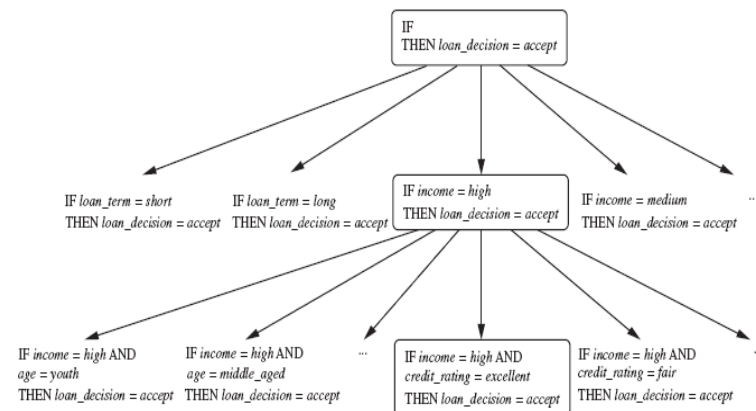 IF
THEN loan_decision = accept
IF loan_term = short
THEN loan_decision = accept
IF loan_term = long
THEN loan_decision = accept
IF income = high
THEN loan_decision = accept
IF income = medium
THEN loan_decision = accept
...
IF income = high AND
age = youth
THEN loan_decision = accept
IF income = high AND
age = middle_aged
THEN loan_decision = accept
...
IF income = high AND
credit_rating = excellent
THEN loan_decision = accept
IF income = high AND
credit_rating = fair
THEN loan_decision = accept
...